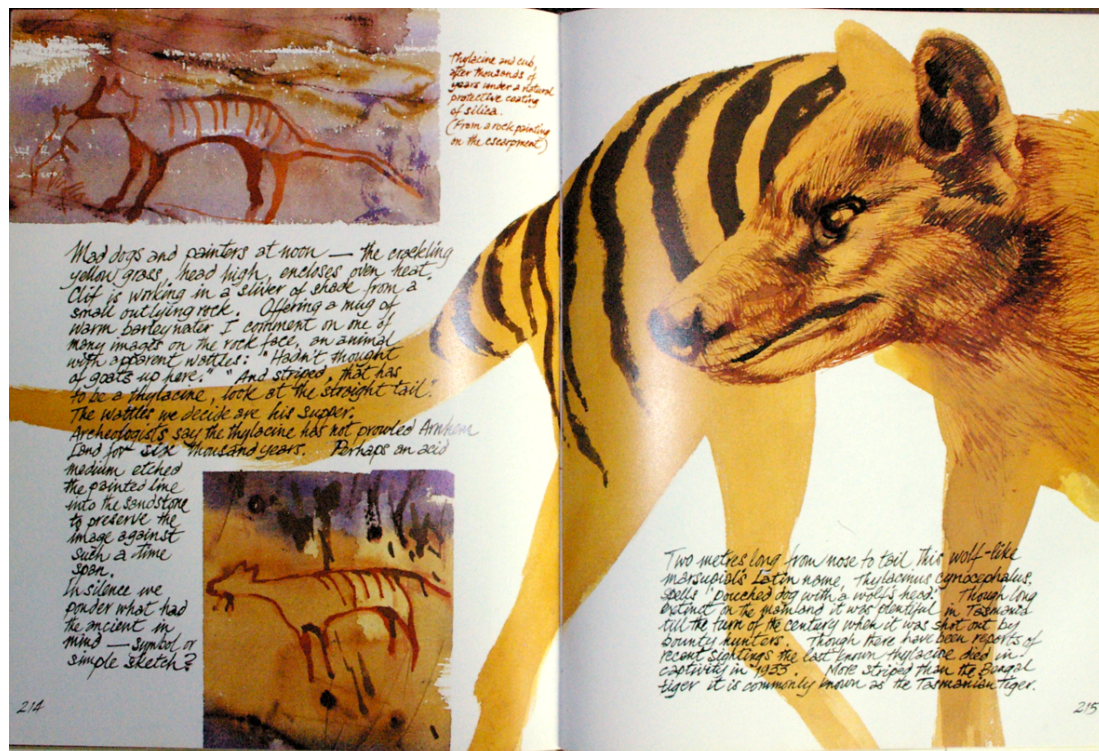 Thylacine and cub,
after thousands of
years under a natural
protective coating
of silica.
(From a rock painting
on the escarpment)
Mad dogs and painters at noon — the crackling
yellow grass, head high, encloses oven heat.
Clif is working in a sliver of shade from a
small outlying rock. Offering a mug of
warm barleywater I comment on one of
many images on the rock face, an animal
with apparent wattles: "Hadn't thought
of goats up here." "And striped, that has
to be a thylacine, look at the straight tail."
The wattles we decide are his supper.
Archeologists say the thylacine has not prowled Arnhem
Land for six thousand years. Perhaps an acid
medium etched
the painted line
into the sandstone
to preserve the
image against
such a time
span.
In silence we
ponder what had
the ancient in
mind — symbol or
simple sketch?
214
Two metres long from nose to tail this wolf-like
marsupial's Latin name, Thylacinus cynocephalus,
spells 'pouched dog with a wolf's head'. Though long
extinct on the mainland it was plentiful in Tasmania
till the turn of the century when it was shot out by
bounty hunters. Though there have been reports of
recent sightings the last known thylacine died in
captivity in 1933. More striped than the Bengal
tiger it is commonly known as the Tasmanian Tiger.
215